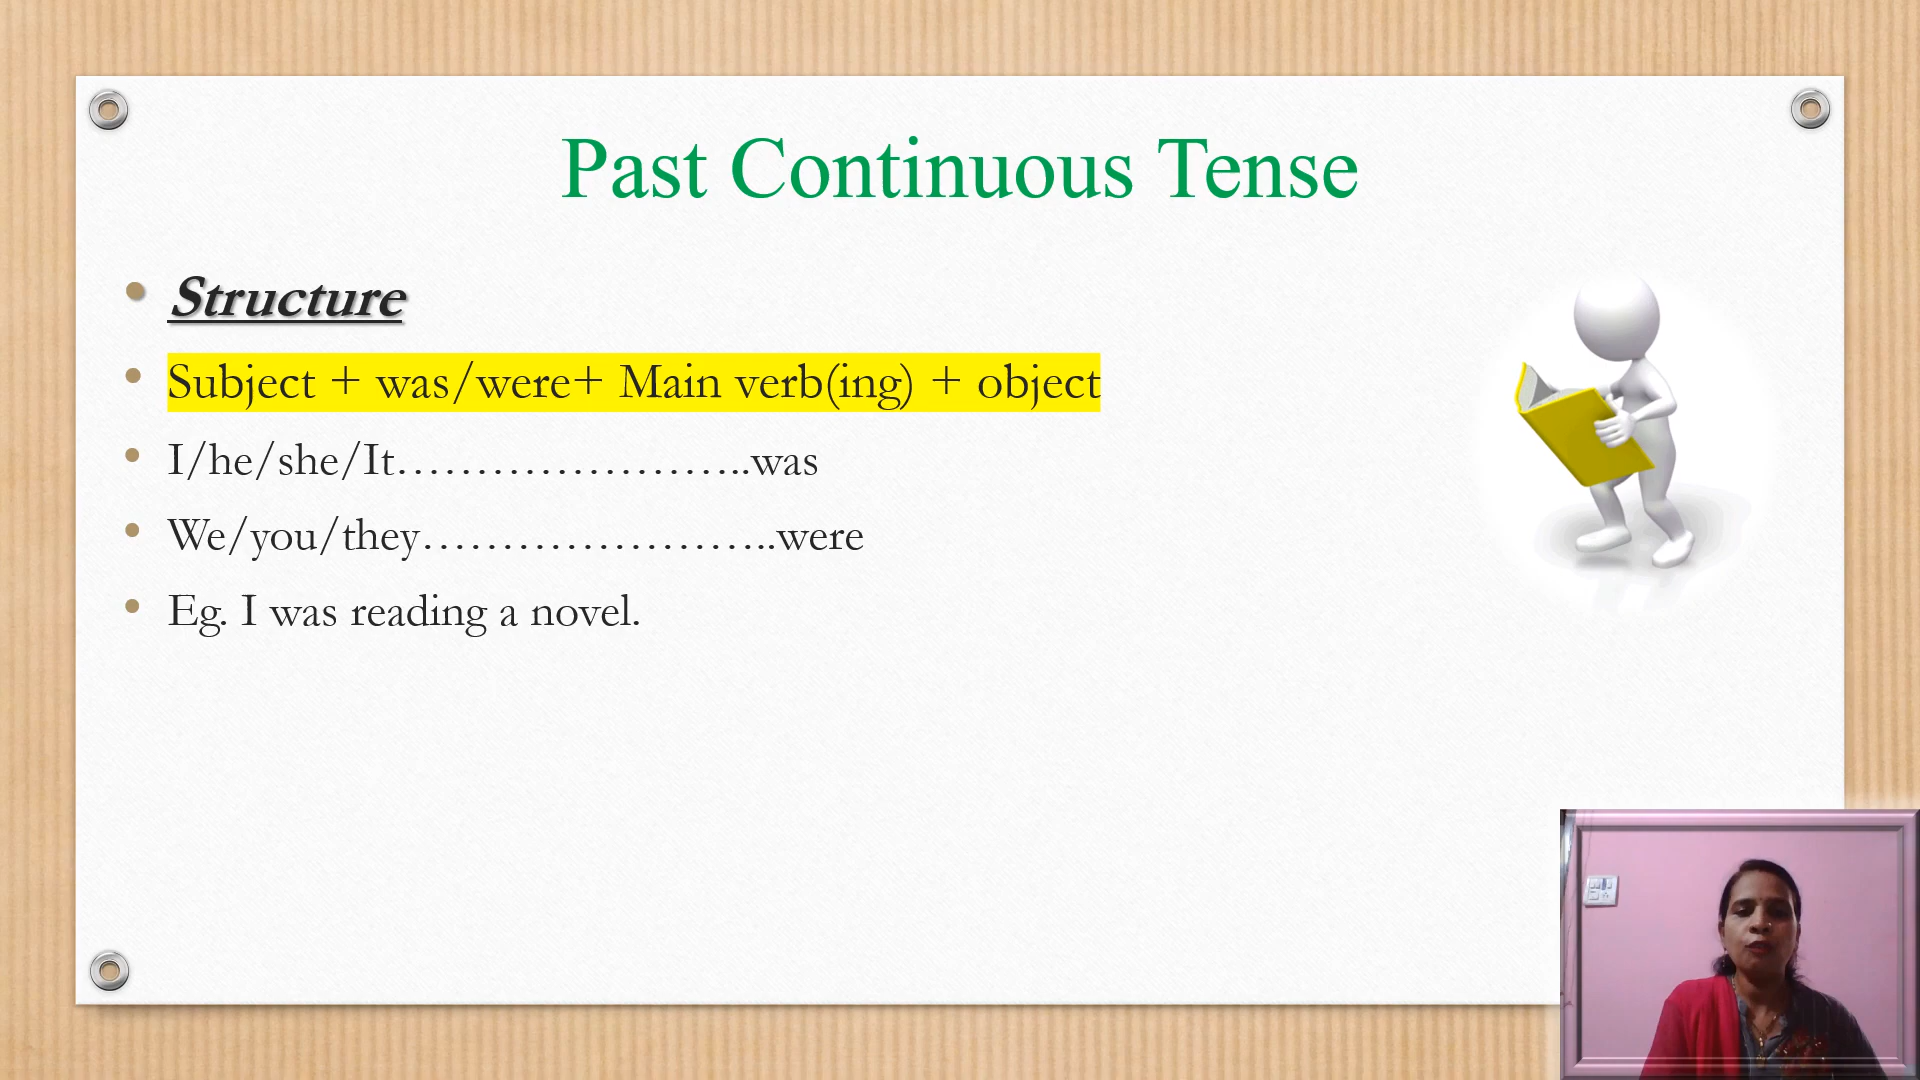 Past Continuous Tense
Structure
Subject + was/were+ Main verb(ing) + object
I/he/she/It…………………..was
We/you/they…………………..were
Eg. I was reading a novel.